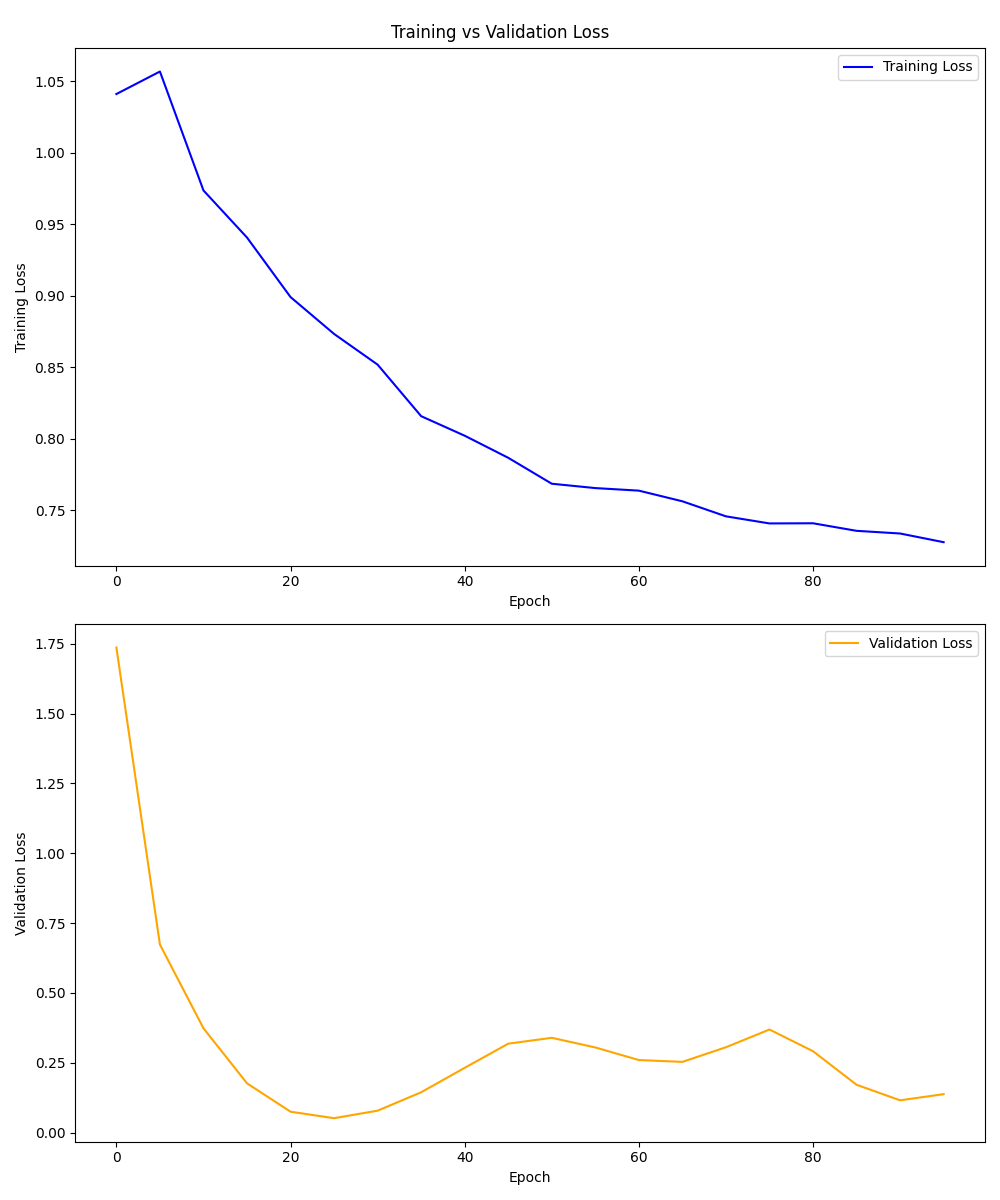 Training vs Validation Loss
Training Loss
1.05
1.00
0.95
0.90
0.85
0.80
0.75
Training Loss
0 20 40 60 80
Epoch
Validation Loss
1.75
1.50
1.25
1.00
0.75
0.50
0.25
0.00
Validation Loss
0 20 40 60 80
Epoch